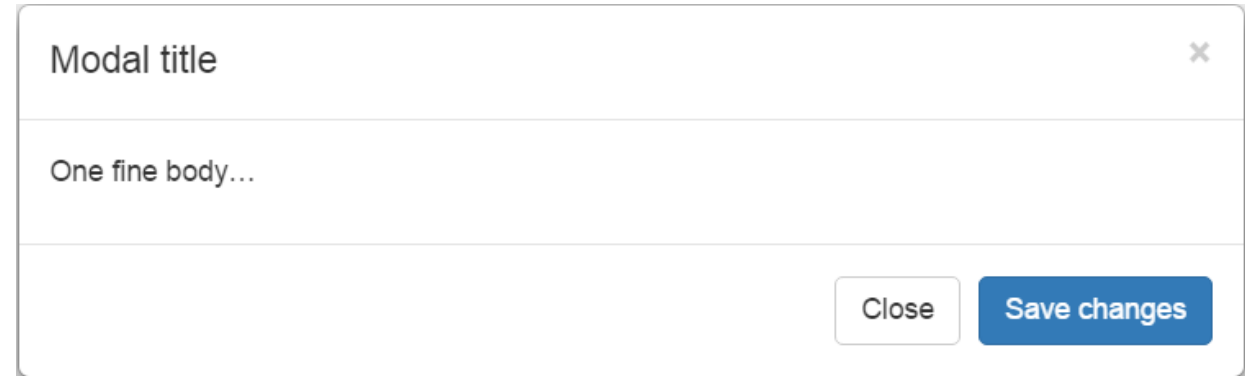 Modal title ×
One fine body…
Close Save changes